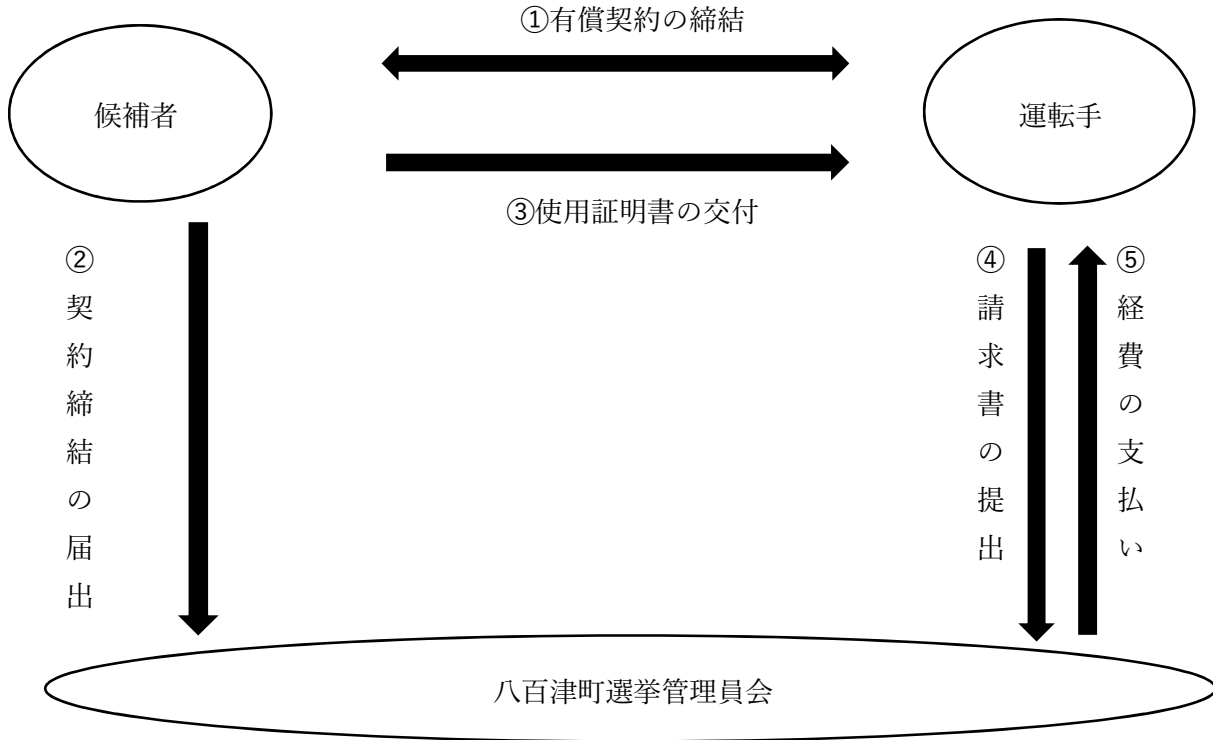 ①有償契約の締結
候補者
運転手
③使用証明書の交付
②契約締結の届出
④請求書の提出
⑤経費の支払い
八百津町選挙管理員会